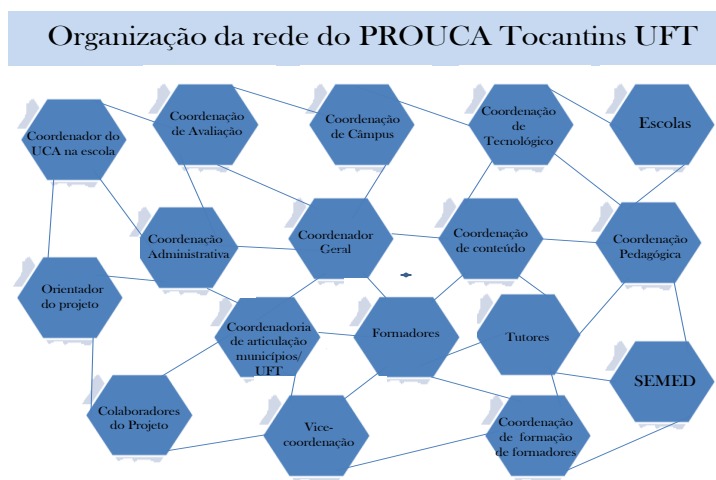 Organização da rede do PROUCA Tocantins UFT
Coordenador do
UCA na escola
Coordenação
de Avaliação
Coordenação
de Câmpus
Coordenação
de
Tecnológico
Escolas
Coordenação
Administrativa
Coordenador
Geral
Coordenação
de conteúdo
Coordenação
Pedagógica
Orientador
do projeto
Coordenadoria
de articulação
municípios/
UFT
Formadores
Tutores
SEMED
Colaboradores
do Projeto
Vice-
coordenação
Coordenação
de formação
de formadores